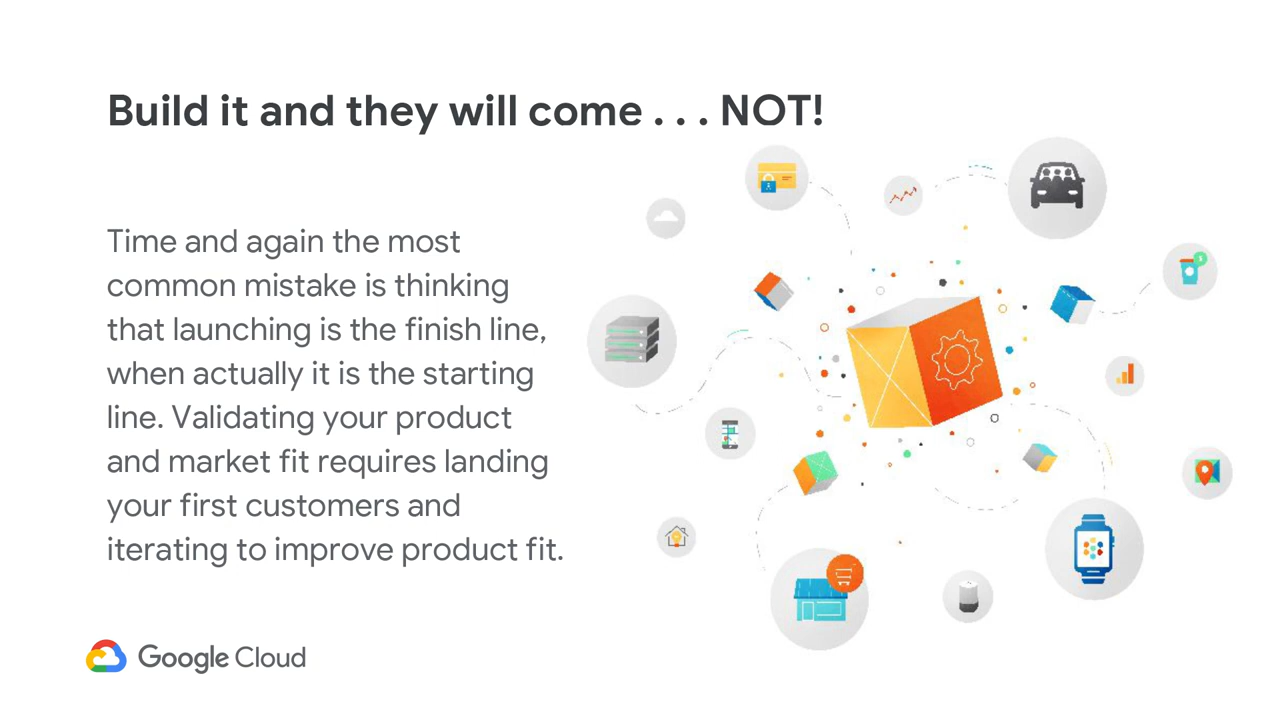 Build it and they will come . . . NOT!
Time and again the most
common mistake is thinking
that launching is the finish line,
when actually it is the starting
line. Validating your product
and market fit requires landing
your first customers and
iterating to improve product fit.
Google Cloud